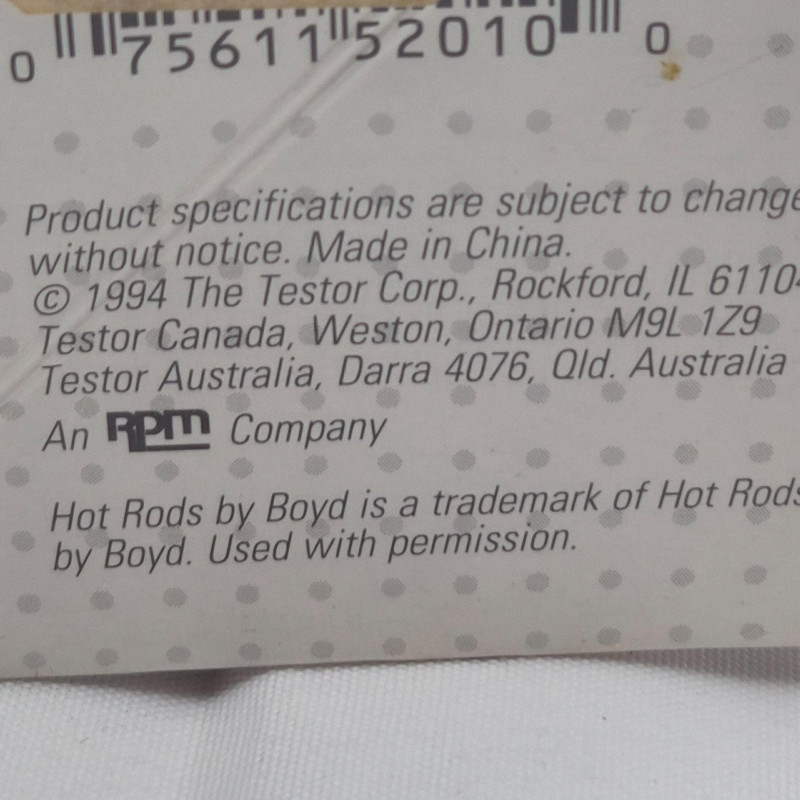 0 75611 52010 0
Product specifications are subject to change
without notice. Made in China.
© 1994 The Testor Corp., Rockford, IL 61104
Testor Canada, Weston, Ontario M9L 1Z9
Testor Australia, Darra 4076, Qld. Australia
An RPM Company
Hot Rods by Boyd is a trademark of Hot Rods
by Boyd. Used with permission.